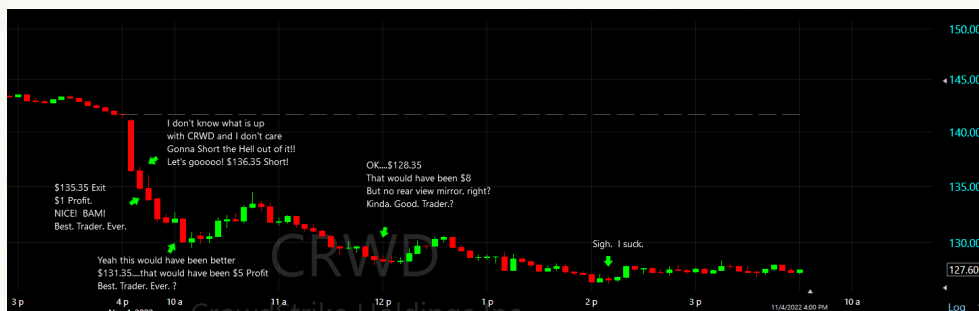 150.00
145.00
140.00
135.00
130.00
127.60
I don't know what is up
with CRWD and I don't care
Gonna Short the Hell out of it!!
Let's gooooo! $136.35 Short!
$135.35 Exit
$1 Profit.
NICE! BAM!
Best. Trader. Ever.
OK....$128.35
That would have been $8
But no rear view mirror, right?
Kinda. Good. Trader.?
Yeah this would have been better
$131.35....that would have been $5 Profit
Best. Trader. Ever. ?
Sigh. I suck.
CRWD
3 p 4 p 10 a 11 a 12 p 1 p 2 p 3 p 10 a
11/4/2022 4:00 PM
Log